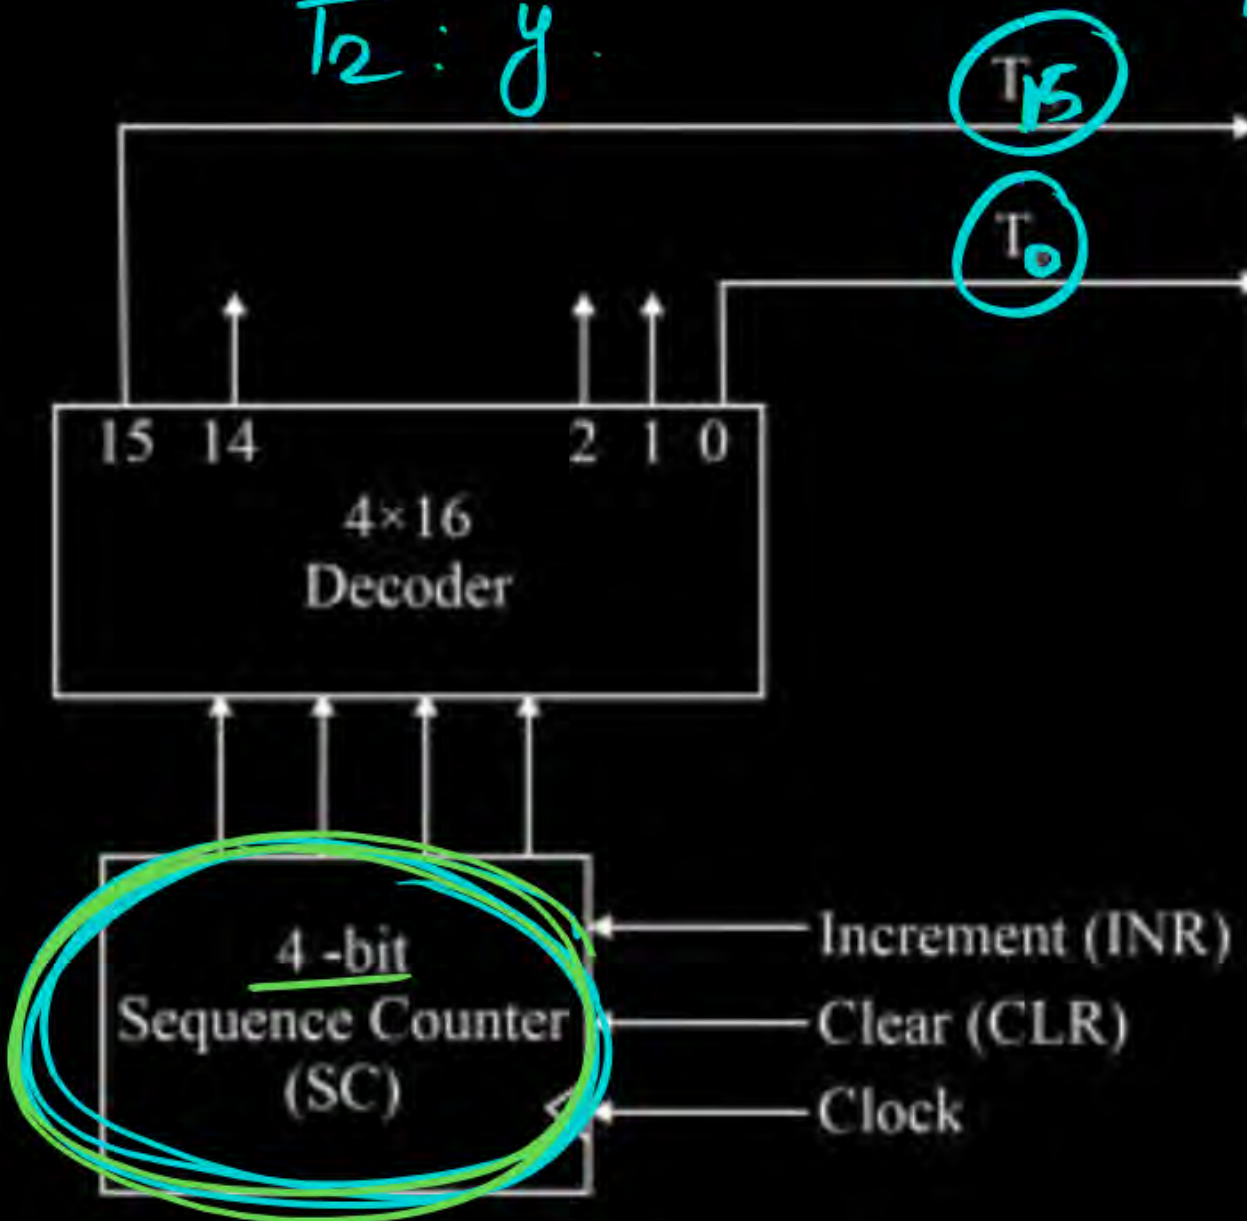 T2 : y
T15
T0
15 14 2 1 0
4×16
Decoder
4 -bit
Sequence Counter
(SC)
Increment (INR)
Clear (CLR)
Clock